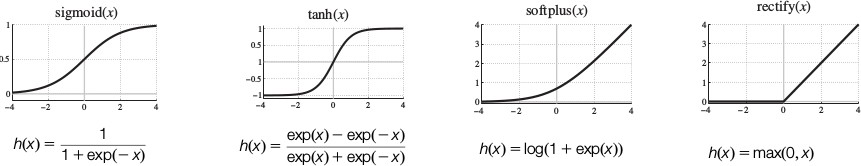 sigmoid(x)
1
0.5
0
−4 −2 0 2 4
h(x) = 1 / (1 + exp(−x))
tanh(x)
1
0.5
−1
−0.5
−1
−4 −2 0 2 4
h(x) = (exp(x) − exp(−x)) / (exp(x) + exp(−x))
softplus(x)
4
3
2
1
0
−4 −2 0 2 4
h(x) = log(1 + exp(x))
rectify(x)
4
3
2
1
0
−4 −2 0 2 4
h(x) = max(0, x)